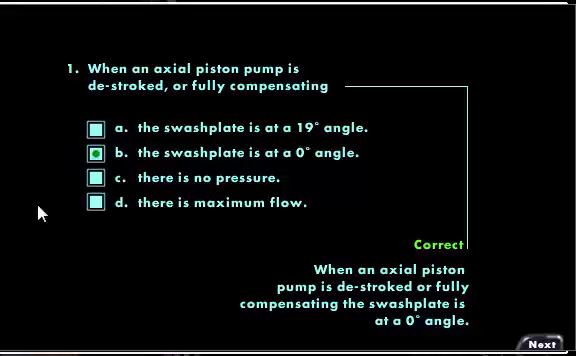 1. When an axial piston pump is
de-stroked, or fully compensating
a. the swashplate is at a 19° angle.
b. the swashplate is at a 0° angle.
c. there is no pressure.
d. there is maximum flow.
Correct
When an axial piston
pump is de-stroked or fully
compensating the swashplate is
at a 0° angle.
Next